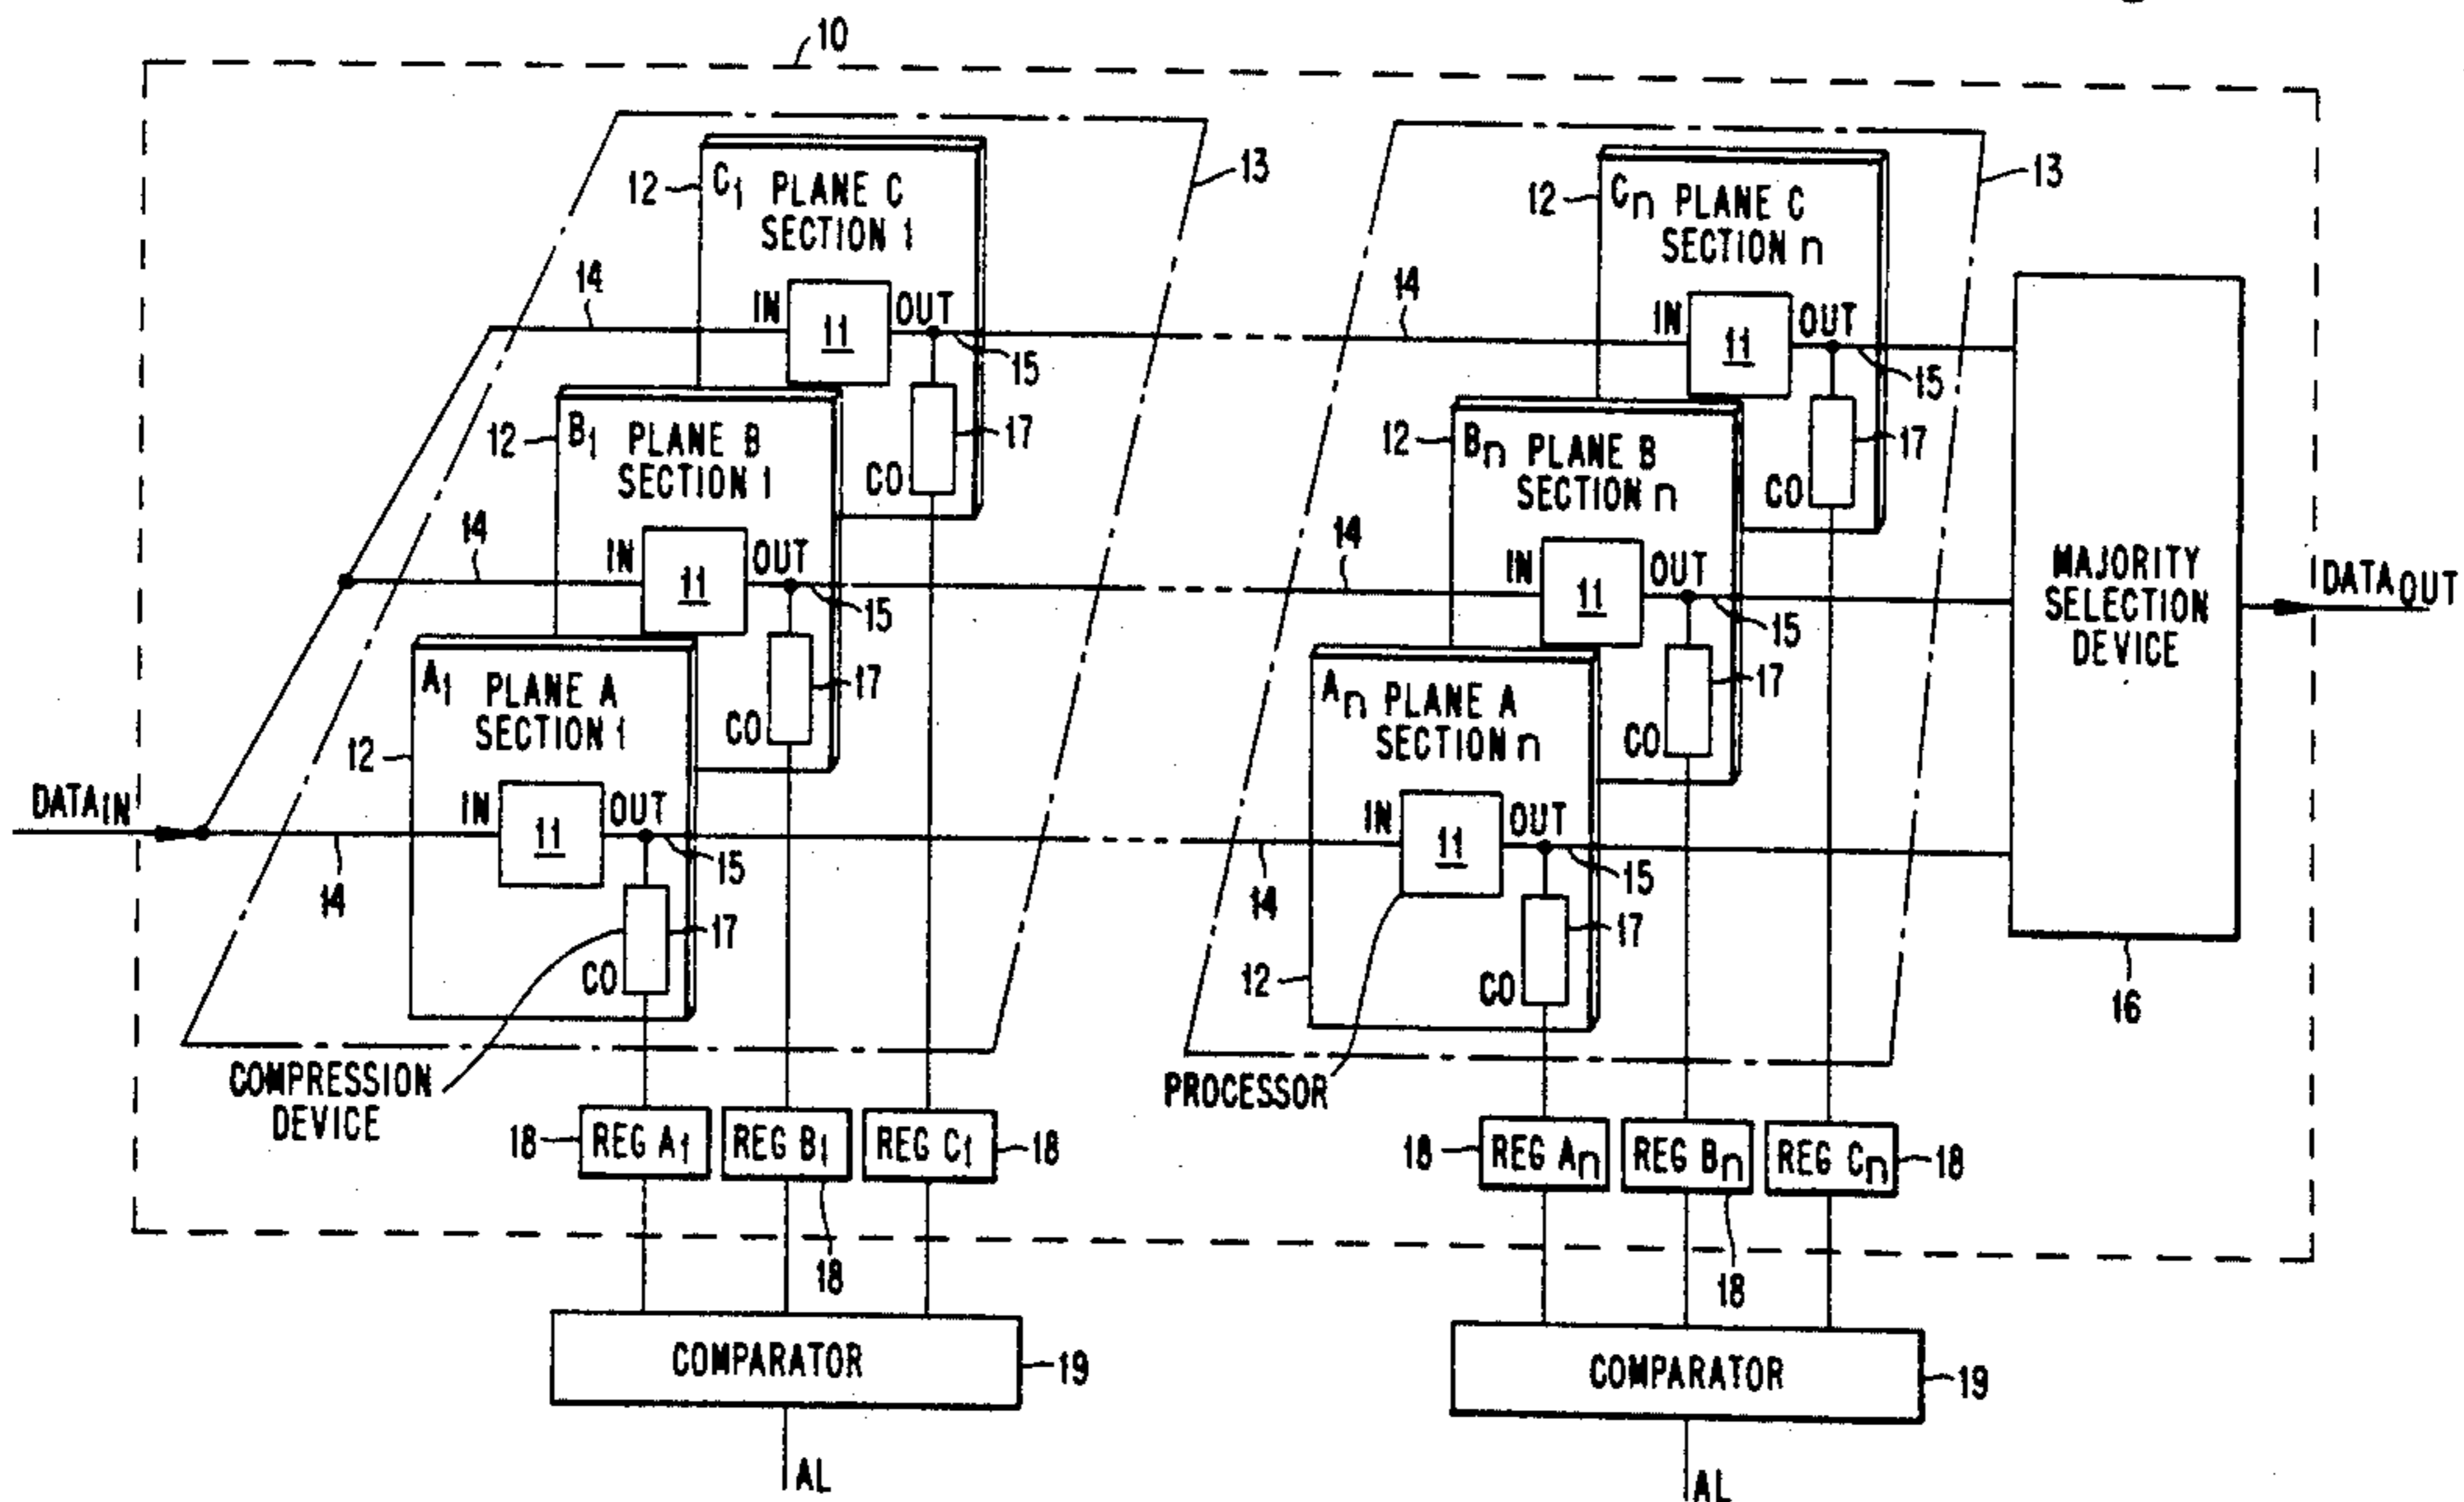 10
13
13
12
C1 PLANE C
SECTION 1
12
Cn PLANE C
SECTION n
14
IN
11
OUT
15
14
IN
11
OUT
15
12
B1 PLANE B
SECTION 1
17
CO
12
Bn PLANE B
SECTION n
17
CO
14
IN
11
OUT
15
14
IN
11
OUT
15
MAJORITY
SELECTION
DEVICE
DATAOUT
12
A1 PLANE A
SECTION 1
17
CO
An PLANE A
SECTION n
17
CO
DATAIN
IN
11
OUT
15
14
IN
11
OUT
15
14
17
CO
12
17
CO
16
COMPRESSION
DEVICE
PROCESSOR
18
REG A1
REG B1
REG C1
18
18
REG An
REG Bn
REG Cn
18
18
18
COMPARATOR
19
COMPARATOR
19
AL
AL